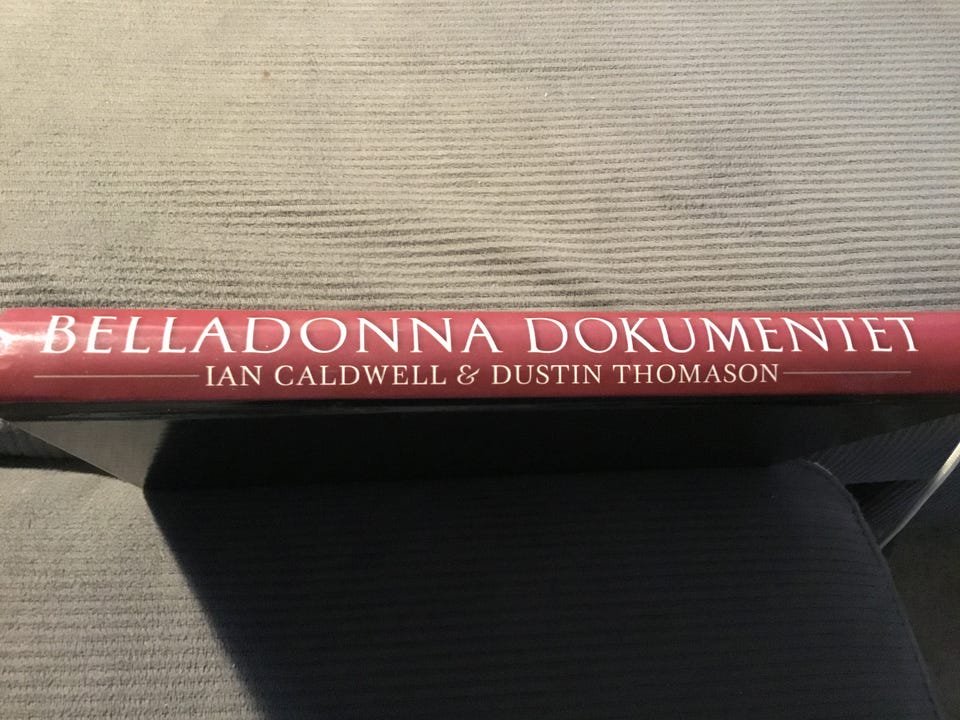 BELLADONNA DOKUMENTET
IAN CALDWELL & DUSTIN THOMASON